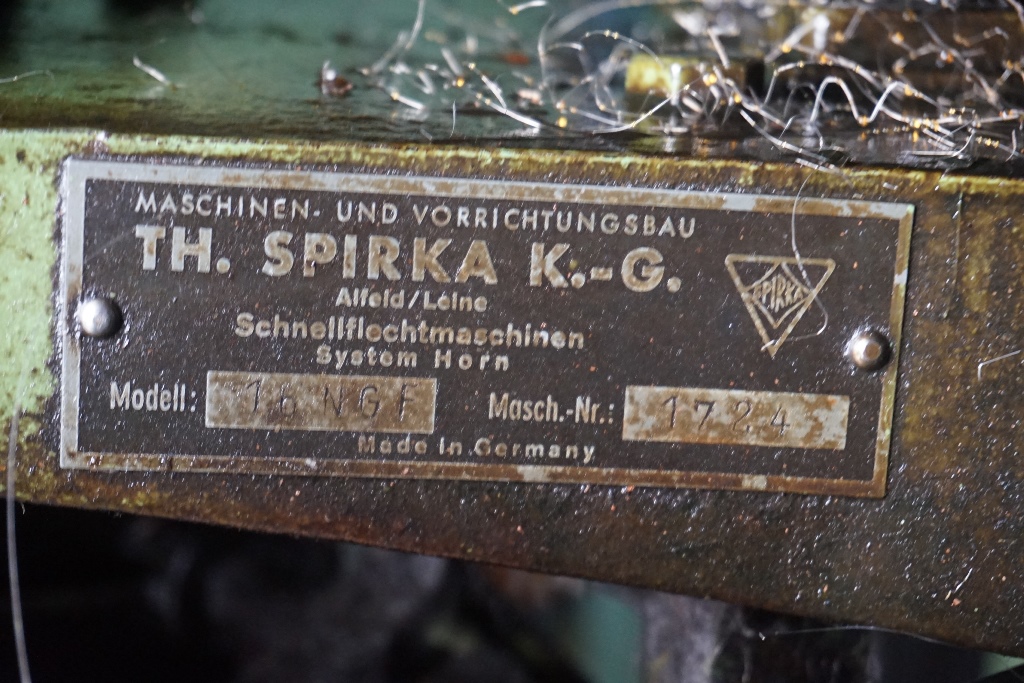 MASCHINEN- UND VORRICHTUNGSBAU
TH. SPIRKA K.-G.
SPIRKA
Alfeld/Leine
Schnellflechtmaschinen
System Horn
Modell: 16 NGF
Masch.-Nr.: 1724
Made in Germany